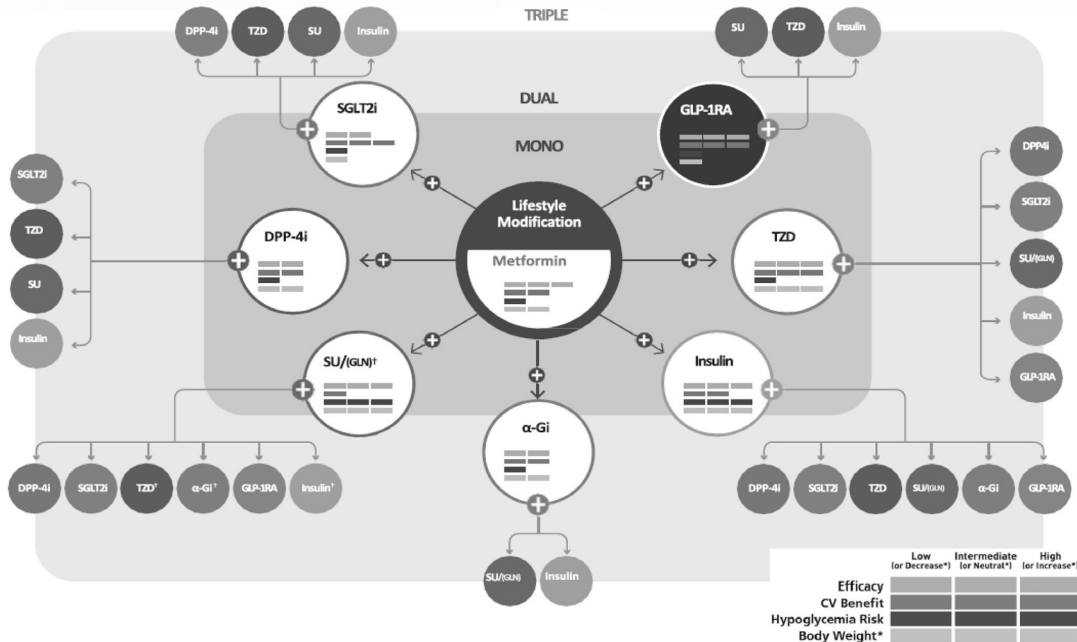 TRIPLE
DPP-4i TZD SU Insulin
SU TZD Insulin
DUAL
SGLT2i
GLP-1RA
MONO
SGLT2i
TZD
SU
Insulin
DPP4i
SGLT2i
SU/(GLN)
Insulin
GLP-1RA
Lifestyle
Modification
Metformin
DPP-4i
TZD
SU/(GLN)†
Insulin
α-Gi
DPP-4i SGLT2i TZD† α-Gi† GLP-1RA Insulin†
DPP-4i SGLT2i TZD SU/(GLN) α-Gi GLP-1RA
SU/(GLN) Insulin
Low Intermediate High
(or Decrease*) (or Neutral*) (or Increase*)
Efficacy
CV Benefit
Hypoglycemia Risk
Body Weight*